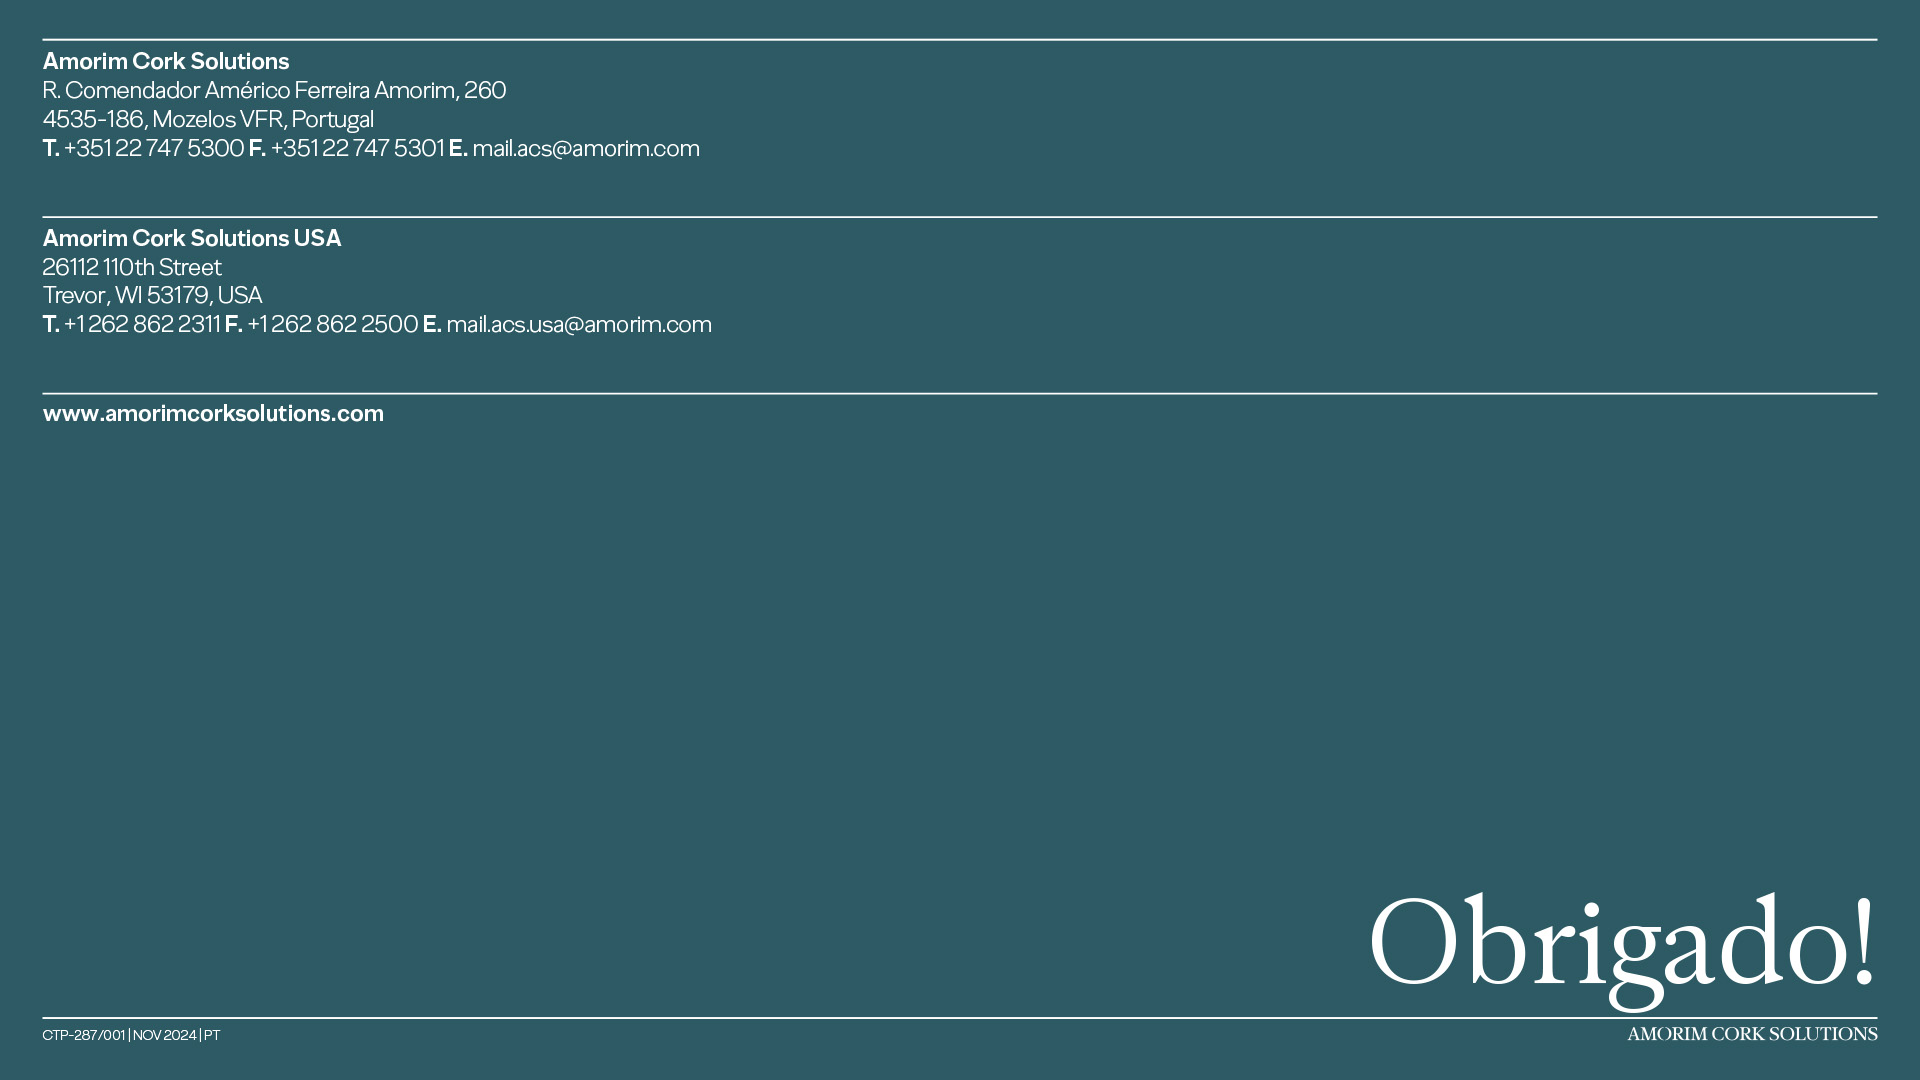 Amorim Cork Solutions
R. Comendador Américo Ferreira Amorim, 260
4535-186, Mozelos VFR, Portugal
T. +351 22 747 5300 F. +351 22 747 5301 E. mail.acs@amorim.com
Amorim Cork Solutions USA
26112 110th Street
Trevor, WI 53179, USA
T. +1 262 862 2311 F. +1 262 862 2500 E. mail.acs.usa@amorim.com
www.amorimcorksolutions.com
Obrigado!
CTP-287/001 | NOV 2024 | PT
AMORIM CORK SOLUTIONS